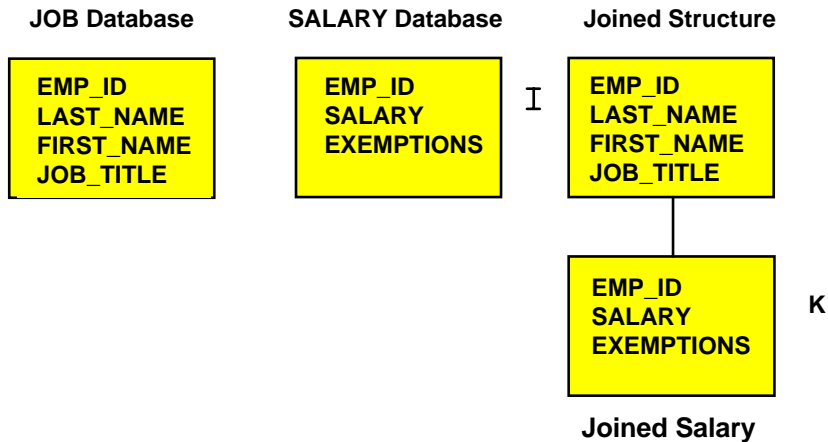 JOB Database
SALARY Database
Joined Structure
EMP_ID
LAST_NAME
FIRST_NAME
JOB_TITLE
EMP_ID
SALARY
EXEMPTIONS
I
EMP_ID
LAST_NAME
FIRST_NAME
JOB_TITLE
EMP_ID
SALARY
EXEMPTIONS
K
Joined Salary